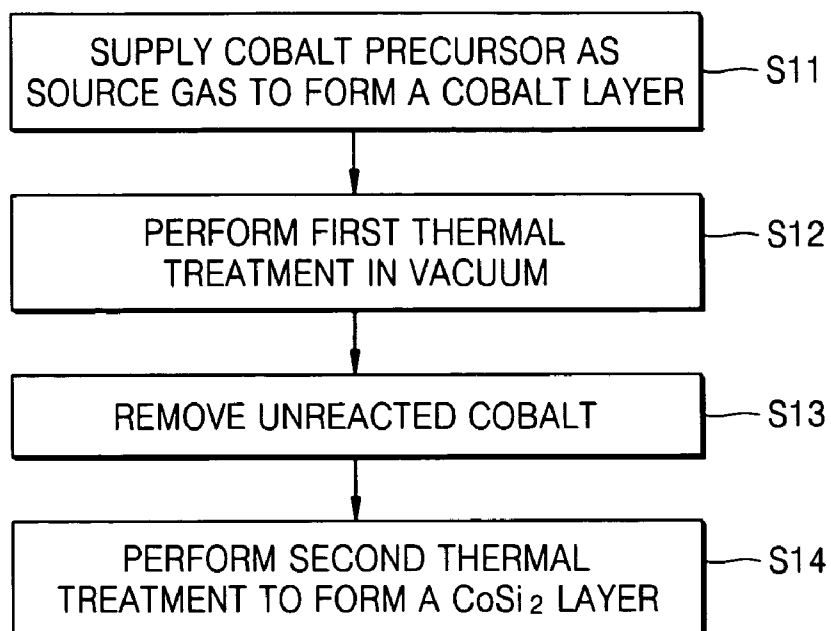 SUPPLY COBALT PRECURSOR AS
SOURCE GAS TO FORM A COBALT LAYER
S11
PERFORM FIRST THERMAL
TREATMENT IN VACUUM
S12
REMOVE UNREACTED COBALT
S13
PERFORM SECOND THERMAL
TREATMENT TO FORM A CoSi₂ LAYER
S14